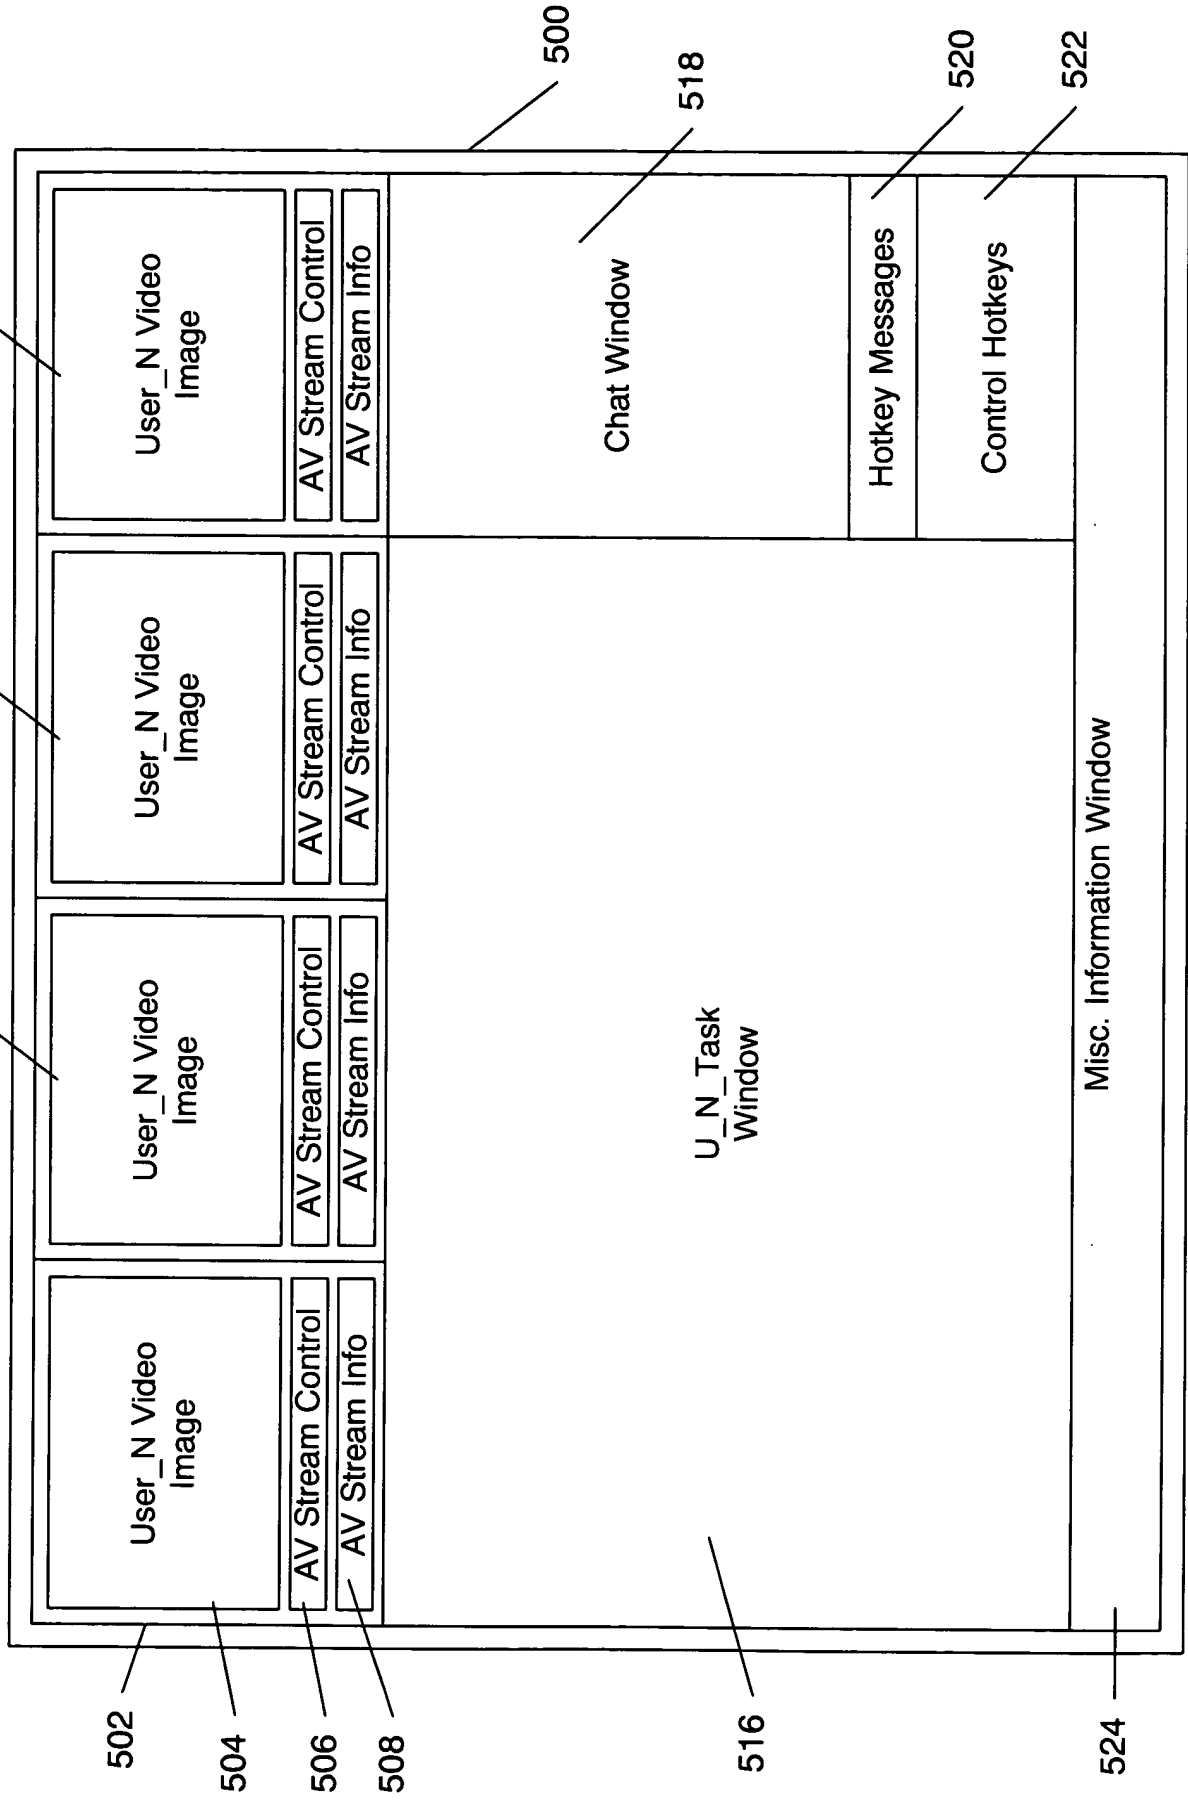 500
518
520
522
User_N Video
Image
User_N Video
Image
User_N Video
Image
User_N Video
Image
AV Stream Control
AV Stream Control
AV Stream Control
AV Stream Control
AV Stream Info
AV Stream Info
AV Stream Info
AV Stream Info
U_N_Task
Window
Chat Window
Hotkey Messages
Control Hotkeys
Misc. Information Window
502
504
506
508
516
524